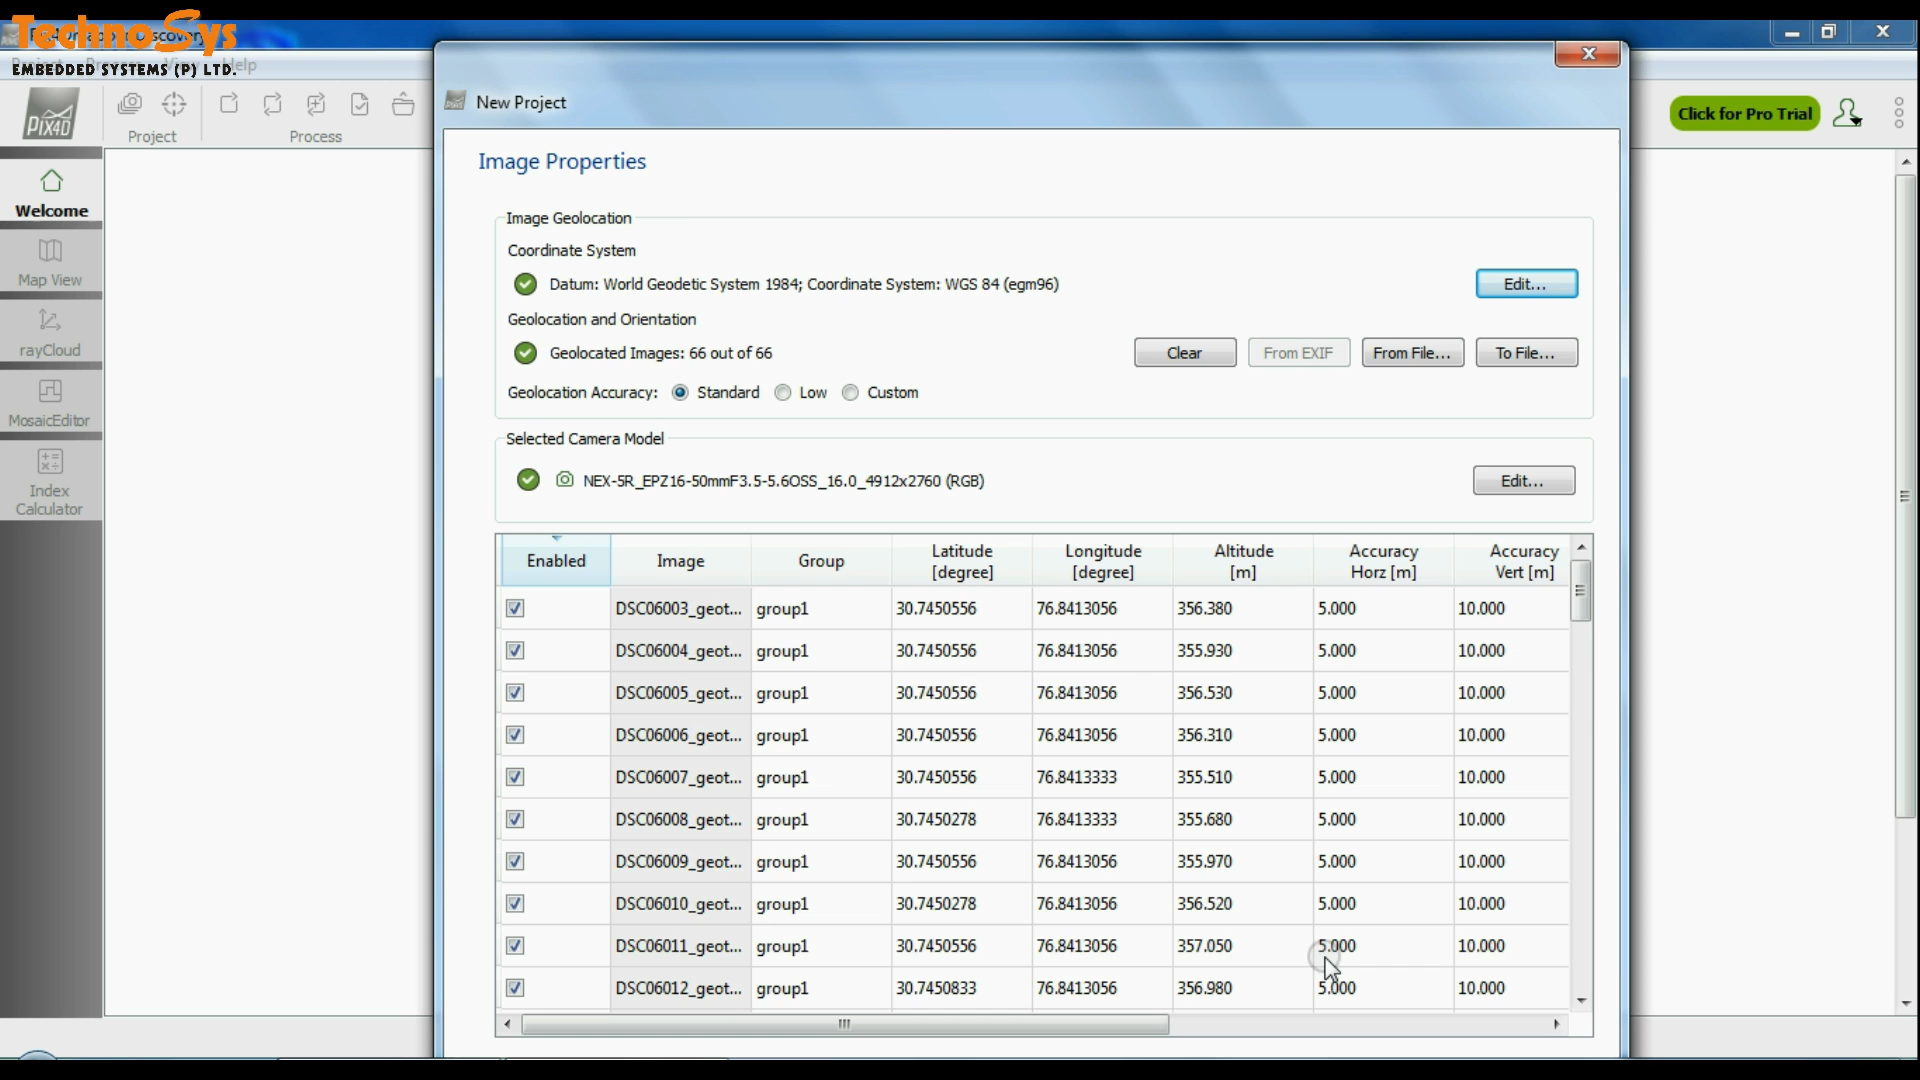 TechnoSys
EMBEDDED SYSTEMS (P) LTD.
Help
PIX4D
Project
Process
Click for Pro Trial
Welcome
Map View
rayCloud
MosaicEditor
Index
Calculator
New Project
Image Properties
Image Geolocation
Coordinate System
Datum: World Geodetic System 1984; Coordinate System: WGS 84 (egm96)
Edit...
Geolocation and Orientation
Geolocated Images: 66 out of 66
Clear
From EXIF
From File...
To File...
Geolocation Accuracy: Standard Low Custom
Selected Camera Model
NEX-5R_EPZ16-50mmF3.5-5.6OSS_16.0_4912x2760 (RGB)
Edit...
Enabled Image Group Latitude [degree] Longitude [degree] Altitude [m] Accuracy Horz [m] Accuracy Vert [m]
DSC06003_geot... group1 30.7450556 76.8413056 356.380 5.000 10.000
DSC06004_geot... group1 30.7450556 76.8413056 355.930 5.000 10.000
DSC06005_geot... group1 30.7450556 76.8413056 356.530 5.000 10.000
DSC06006_geot... group1 30.7450556 76.8413056 356.310 5.000 10.000
DSC06007_geot... group1 30.7450556 76.8413333 355.510 5.000 10.000
DSC06008_geot... group1 30.7450278 76.8413333 355.680 5.000 10.000
DSC06009_geot... group1 30.7450556 76.8413056 355.970 5.000 10.000
DSC06010_geot... group1 30.7450278 76.8413056 356.520 5.000 10.000
DSC06011_geot... group1 30.7450556 76.8413056 357.050 5.000 10.000
DSC06012_geot... group1 30.7450833 76.8413056 356.980 5.000 10.000